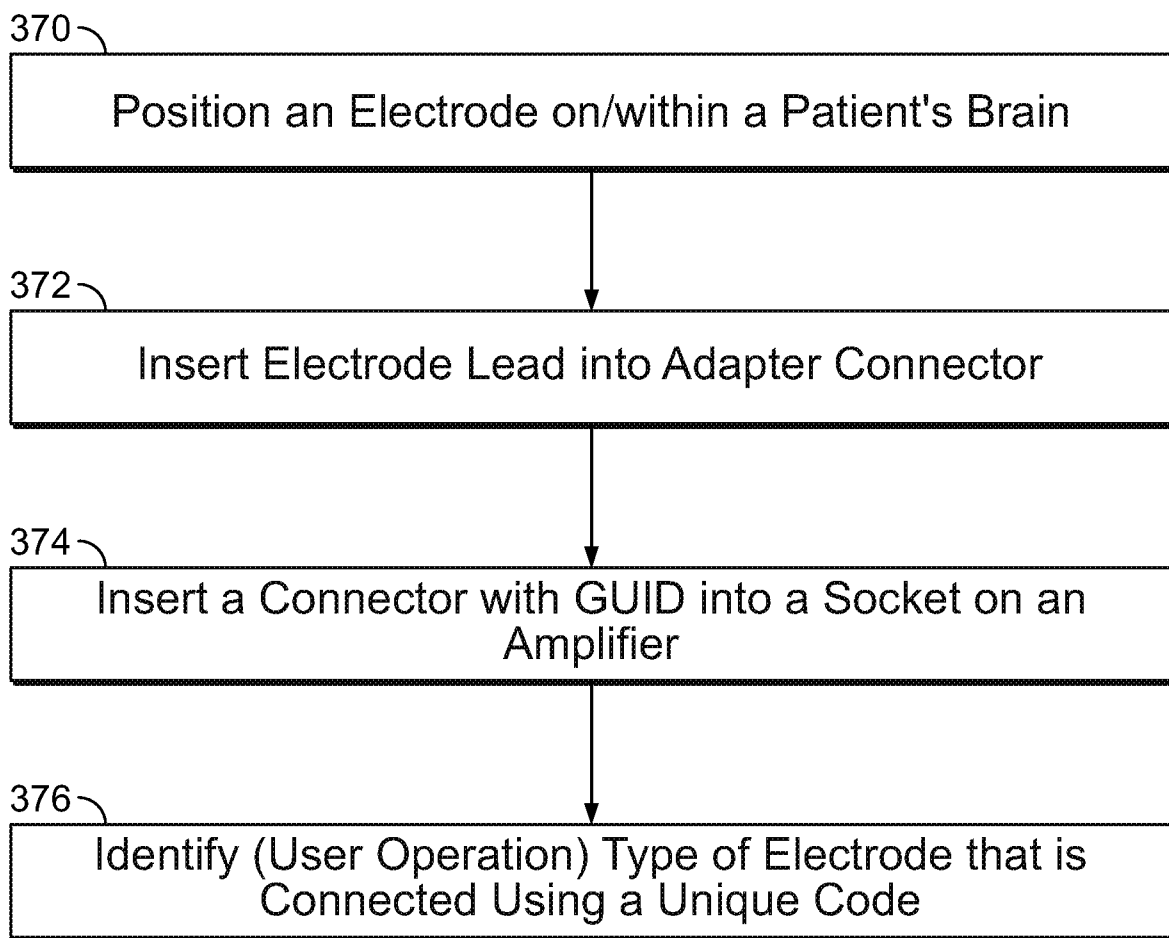 370
Position an Electrode on/within a Patient's Brain
372
Insert Electrode Lead into Adapter Connector
374
Insert a Connector with GUID into a Socket on an
Amplifier
376
Identify (User Operation) Type of Electrode that is
Connected Using a Unique Code